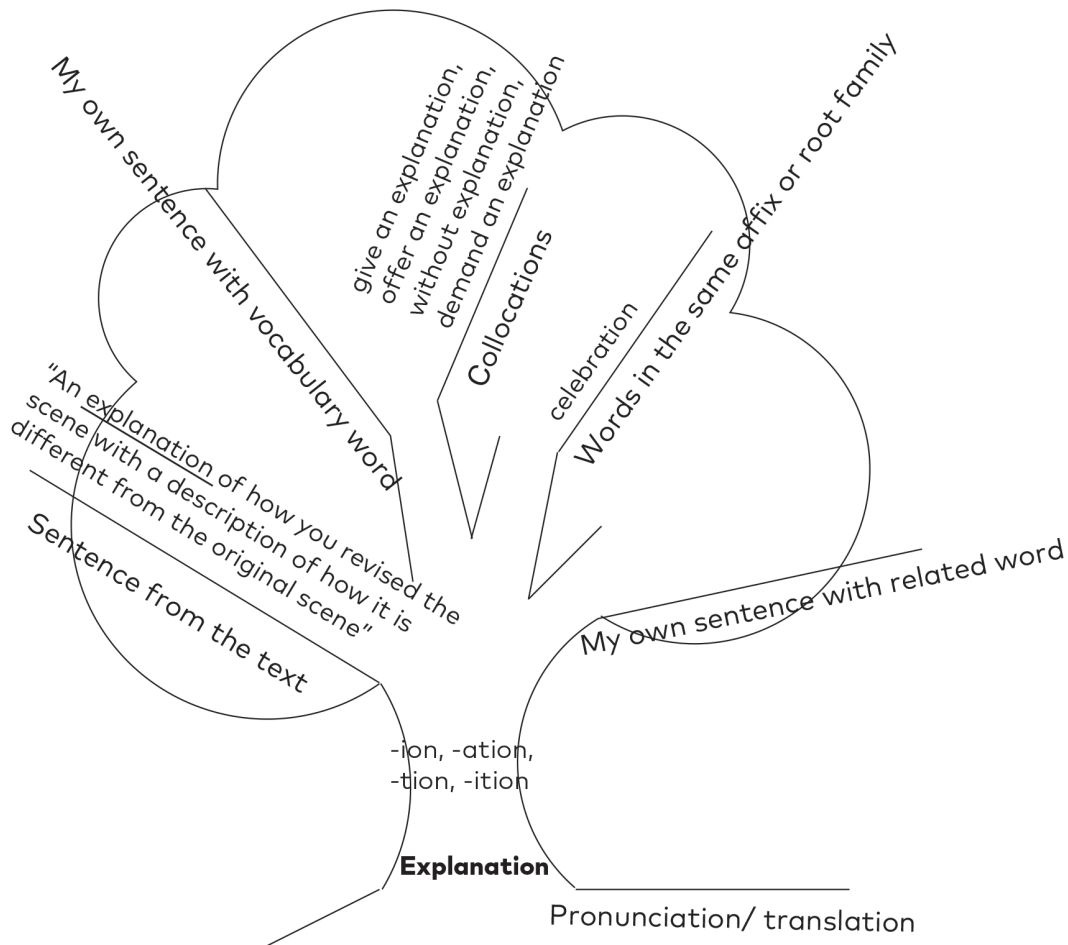 My own sentence with vocabulary word
give an explanation,
offer an explanation,
without explanation,
demand an explanation
Collocations
celebration
Words in the same affix or root family
"An explanation of how you revised the
scene with a description of how it is
different from the original scene”
Sentence from the text
My own sentence with related word
-ion, -ation,
-tion, -ition
Explanation
Pronunciation/ translation